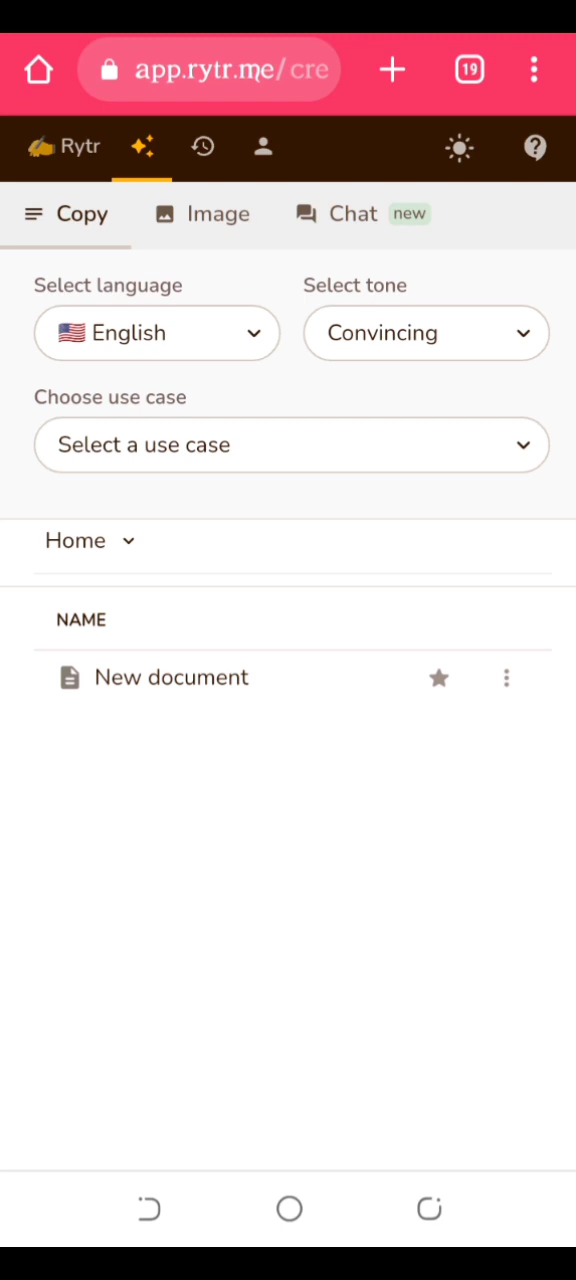 app.rytr.me/cre
19
Rytr
Copy Image Chat new
Select language Select tone
English Convincing
Choose use case
Select a use case
Home
NAME
New document